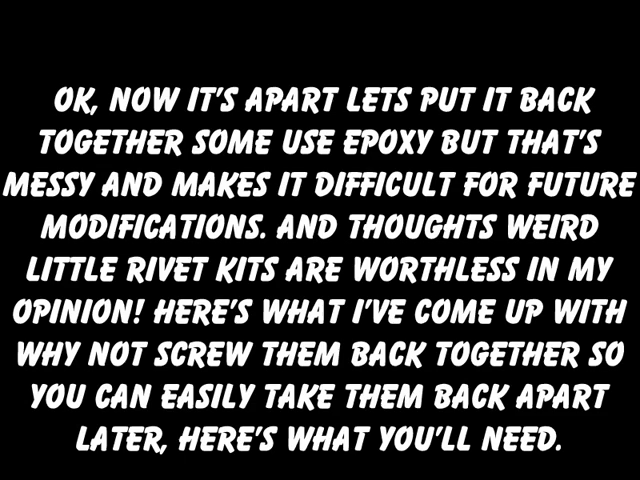 OK, NOW IT'S APART LETS PUT IT BACK
TOGETHER SOME USE EPOXY BUT THAT'S
MESSY AND MAKES IT DIFFICULT FOR FUTURE
MODIFICATIONS. AND THOUGHTS WEIRD
LITTLE RIVET KITS ARE WORTHLESS IN MY
OPINION! HERE'S WHAT I'VE COME UP WITH
WHY NOT SCREW THEM BACK TOGETHER SO
YOU CAN EASILY TAKE THEM BACK APART
LATER, HERE'S WHAT YOU'LL NEED.